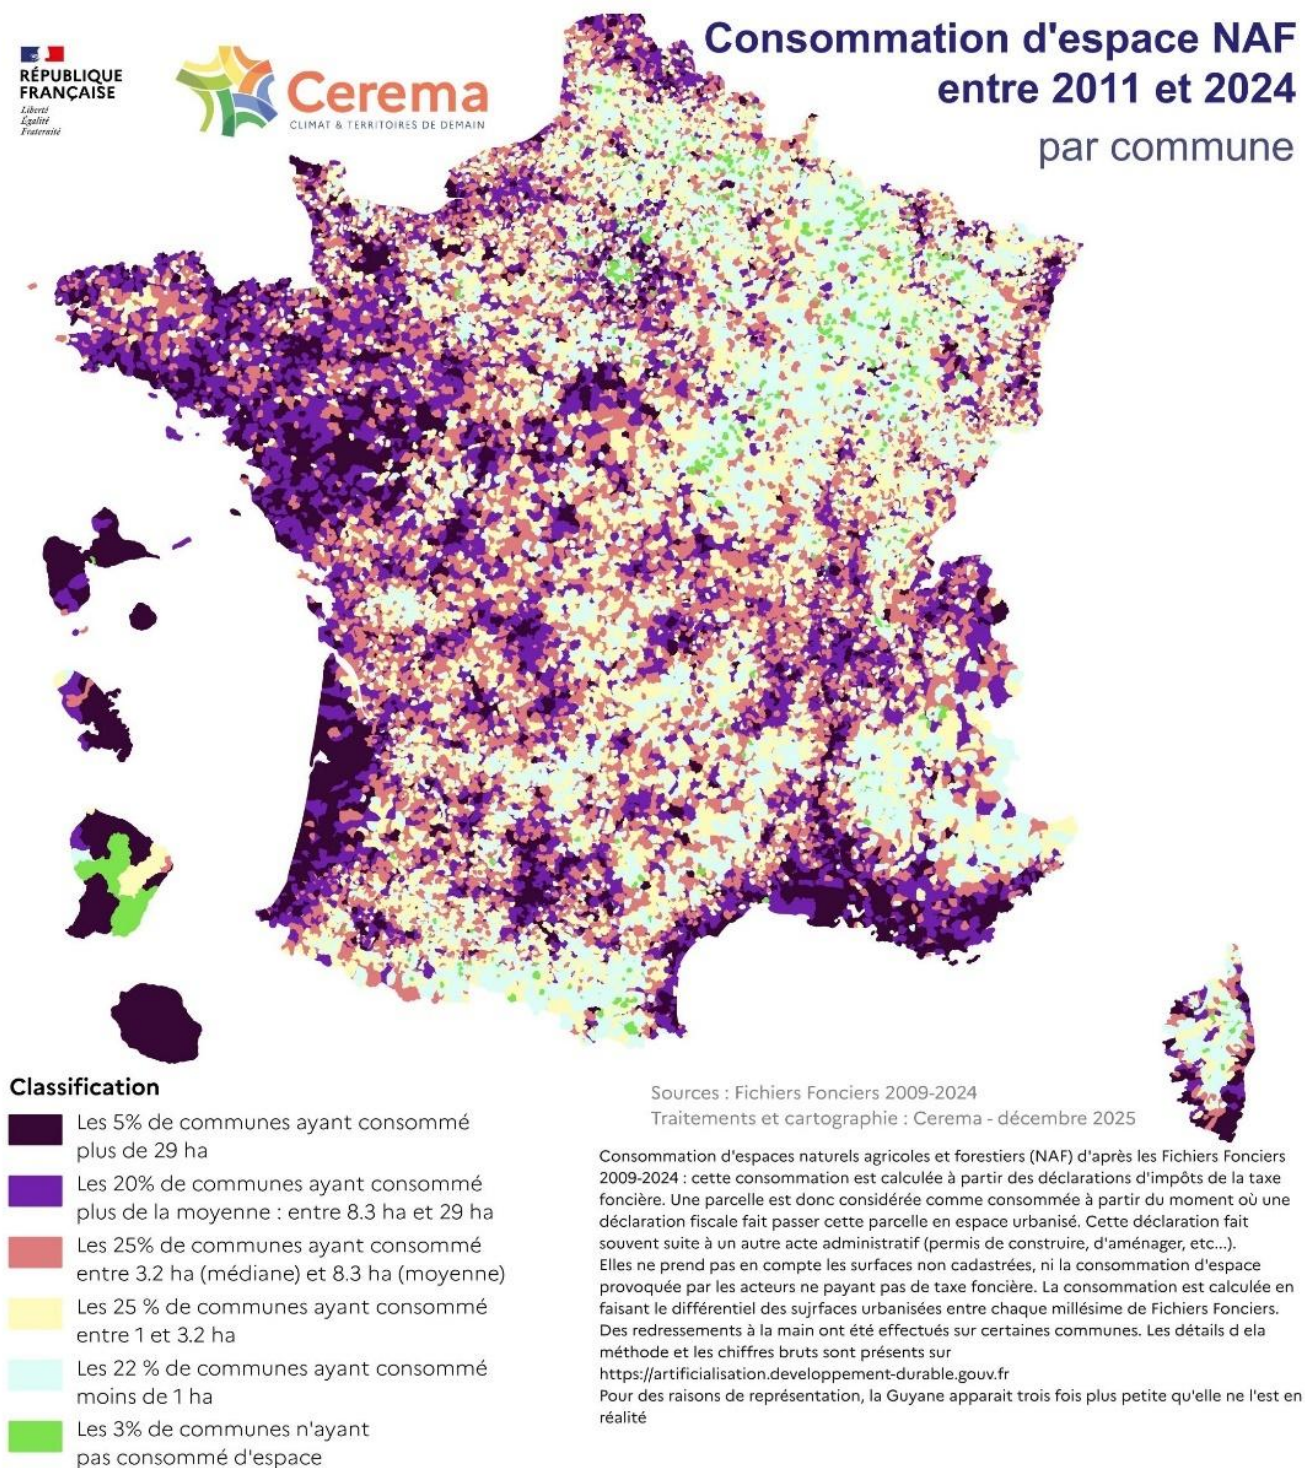 Consommation d'espace NAF
entre 2011 et 2024
par commune
RÉPUBLIQUE
FRANÇAISE
Liberté
Égalité
Fraternité
Cerema
CLIMAT & TERRITOIRES DE DEMAIN
Classification
Les 5% de communes ayant consommé
plus de 29 ha
Les 20% de communes ayant consommé
plus de la moyenne : entre 8.3 ha et 29 ha
Les 25% de communes ayant consommé
entre 3.2 ha (médiane) et 8.3 ha (moyenne)
Les 25 % de communes ayant consommé
entre 1 et 3.2 ha
Les 22 % de communes ayant consommé
moins de 1 ha
Les 3% de communes n'ayant
pas consommé d'espace
Sources : Fichiers Fonciers 2009-2024
Traitements et cartographie : Cerema - décembre 2025
Consommation d'espaces naturels agricoles et forestiers (NAF) d'après les Fichiers Fonciers
2009-2024 : cette consommation est calculée à partir des déclarations d'impôts de la taxe
foncière. Une parcelle est donc considérée comme consommée à partir du moment où une
déclaration fiscale fait passer cette parcelle en espace urbanisé. Cette déclaration fait
souvent suite à un autre acte administratif (permis de construire, d'aménager, etc...).
Elles ne prend pas en compte les surfaces non cadastrées, ni la consommation d'espace
provoquée par les acteurs ne payant pas de taxe foncière. La consommation est calculée en
faisant le différentiel des sujrfaces urbanisées entre chaque millésime de Fichiers Fonciers.
Des redressements à la main ont été effectués sur certaines communes. Les détails d ela
méthode et les chiffres bruts sont présents sur
https://artificialisation.developpement-durable.gouv.fr
Pour des raisons de représentation, la Guyane apparait trois fois plus petite qu'elle ne l'est en
réalité